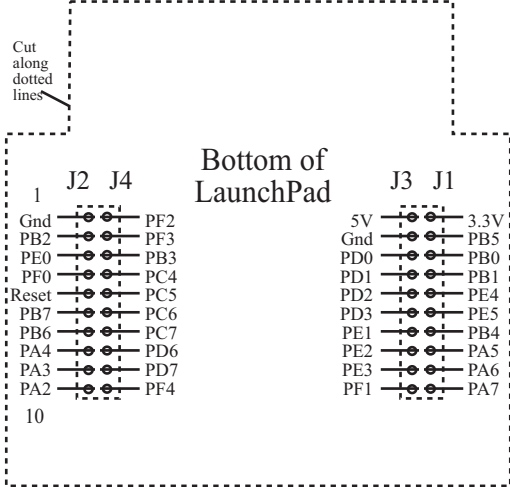 Cut
along
dotted
lines
Bottom of
LaunchPad
J2 J4
J3 J1
1
Gnd PF2
PB2 PF3
PE0 PB3
PF0 PC4
Reset PC5
PB7 PC6
PB6 PC7
PA4 PD6
PA3 PD7
PA2 PF4
10
5V 3.3V
Gnd PB5
PD0 PB0
PD1 PB1
PD2 PE4
PD3 PE5
PE1 PB4
PE2 PA5
PE3 PA6
PF1 PA7